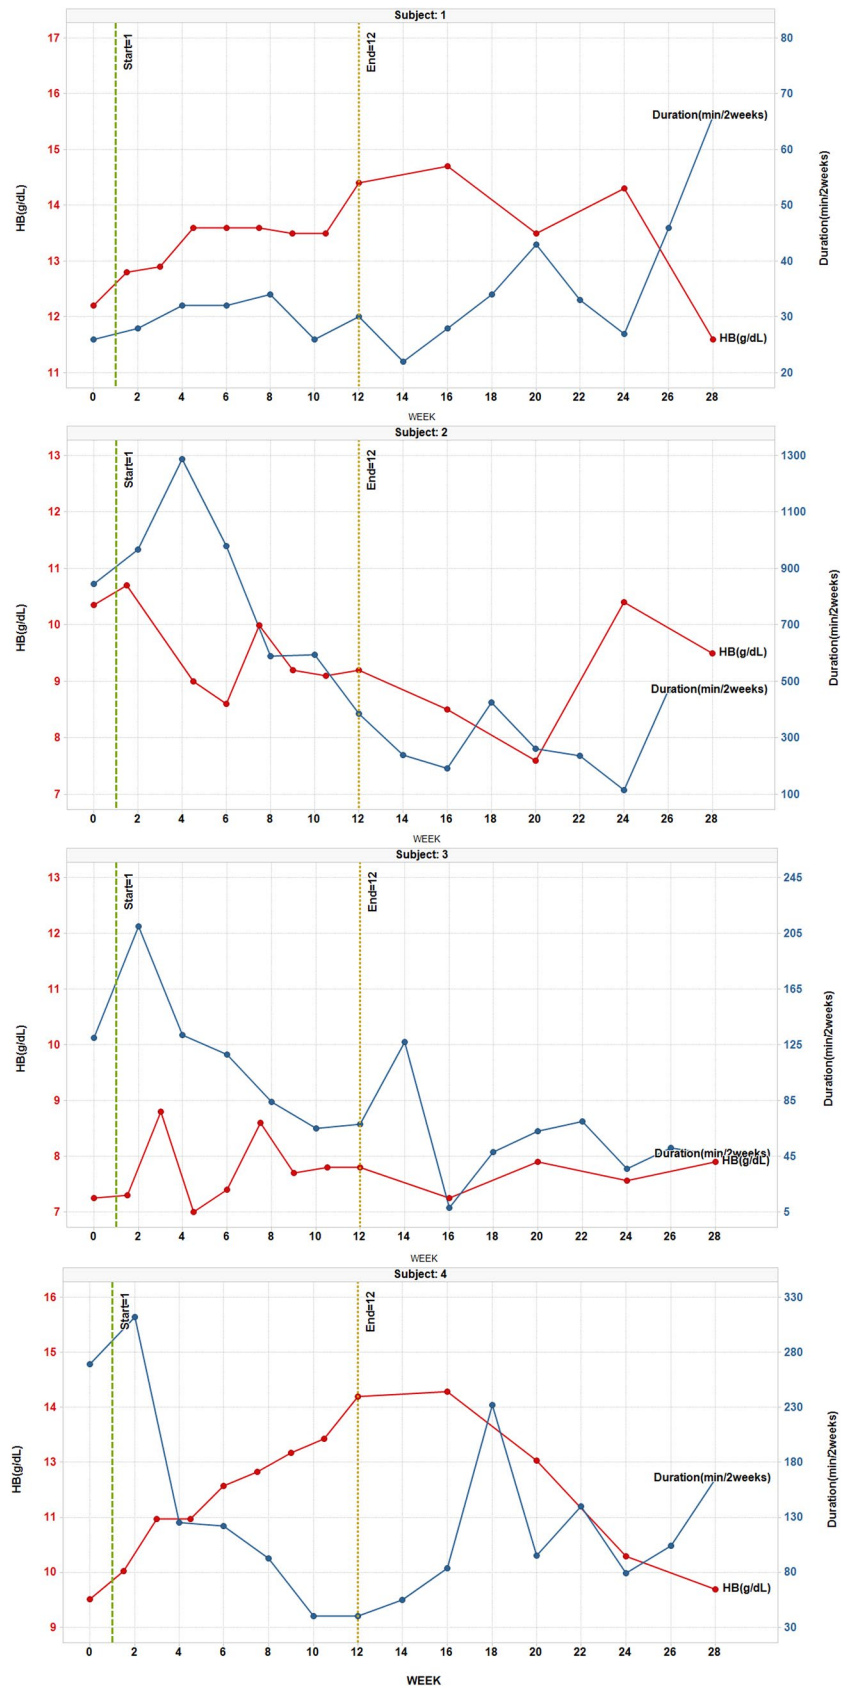 Subject: 1
17 80
16 70
15 60
14 50
13 40
12 30
11 20
HB(g/dL)
Duration(min/2weeks)
Start=1
End=12
Duration(min/2weeks)
HB(g/dL)
0 2 4 6 8 10 12 14 16 18 20 22 24 26 28
WEEK
Subject: 2
13 1300
12 1100
11 900
10 700
9 500
8 300
7 100
HB(g/dL)
Duration(min/2weeks)
Start=1
End=12
HB(g/dL)
Duration(min/2weeks)
0 2 4 6 8 10 12 14 16 18 20 22 24 26 28
WEEK
Subject: 3
13 245
12 205
11 165
10 125
9 85
8 45
7 5
HB(g/dL)
Duration(min/2weeks)
Start=1
End=12
Duration(min/2weeks)
HB(g/dL)
0 2 4 6 8 10 12 14 16 18 20 22 24 26 28
WEEK
Subject: 4
16 330
15 280
14 230
13 180
11 130
10 80
9 30
HB(g/dL)
Duration(min/2weeks)
Start=1
End=12
Duration(min/2weeks)
HB(g/dL)
0 2 4 6 8 10 12 14 16 18 20 22 24 26 28
WEEK